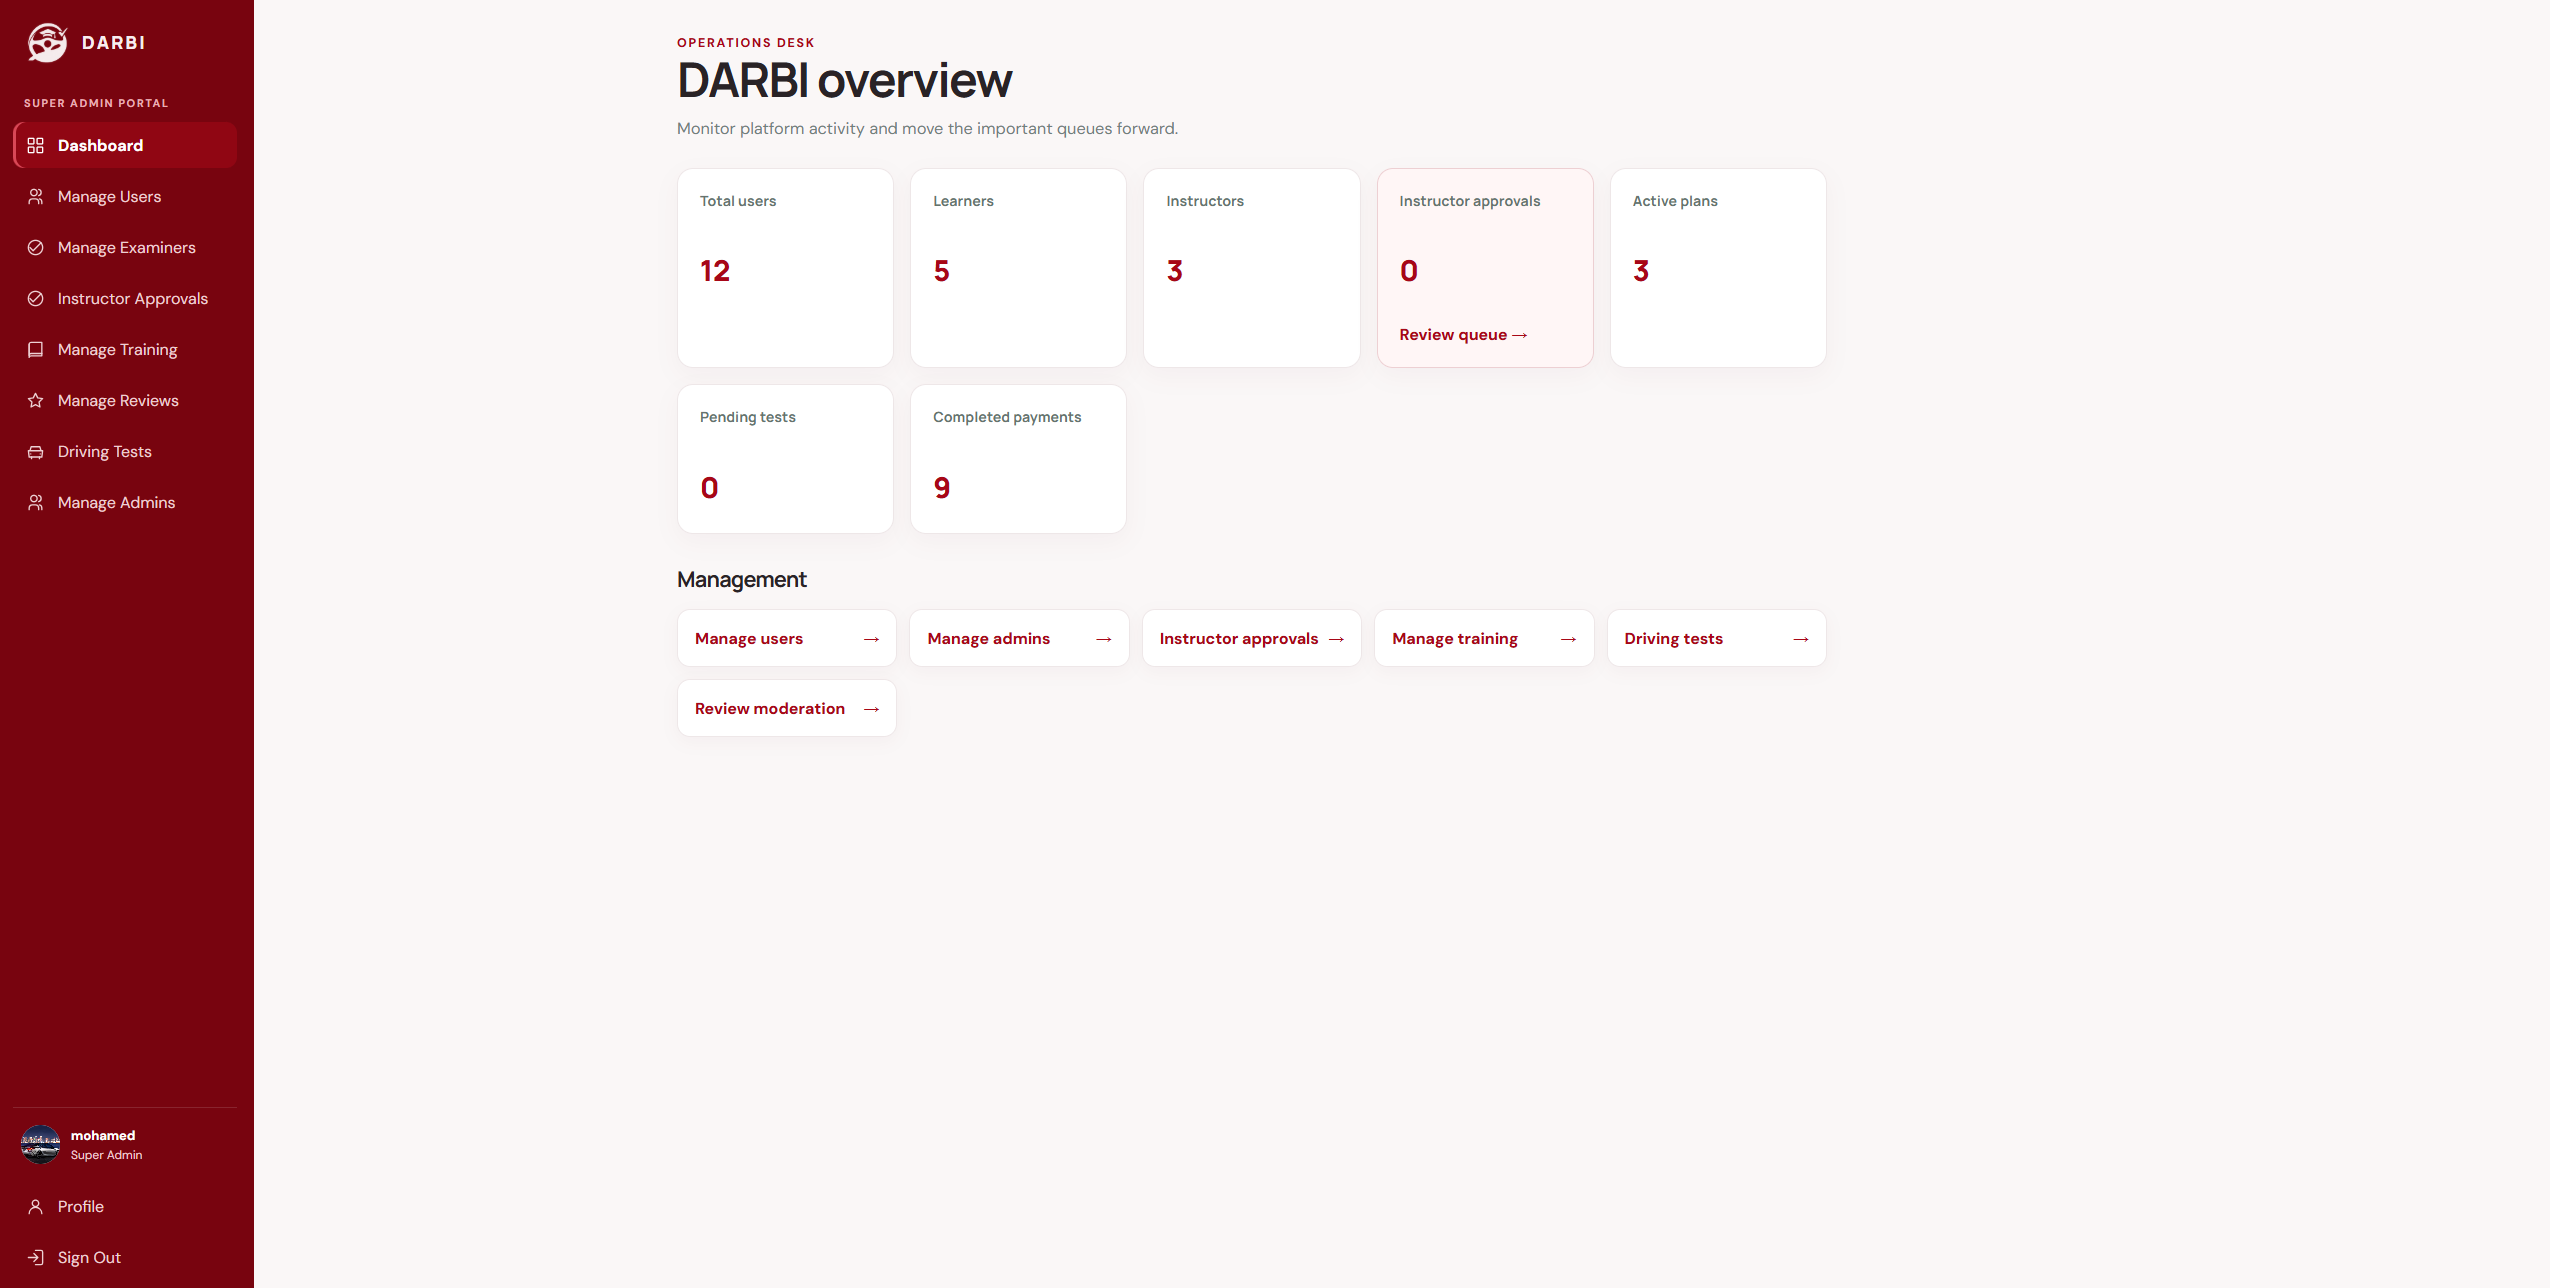 DARBI
SUPER ADMIN PORTAL
Dashboard
Manage Users
Manage Examiners
Instructor Approvals
Manage Training
Manage Reviews
Driving Tests
Manage Admins
mohamed
Super Admin
Profile
Sign Out
OPERATIONS DESK
DARBI overview
Monitor platform activity and move the important queues forward.
Total users
12
Learners
5
Instructors
3
Instructor approvals
0
Review queue →
Active plans
3
Pending tests
0
Completed payments
9
Management
Manage users →
Manage admins →
Instructor approvals →
Manage training →
Driving tests →
Review moderation →